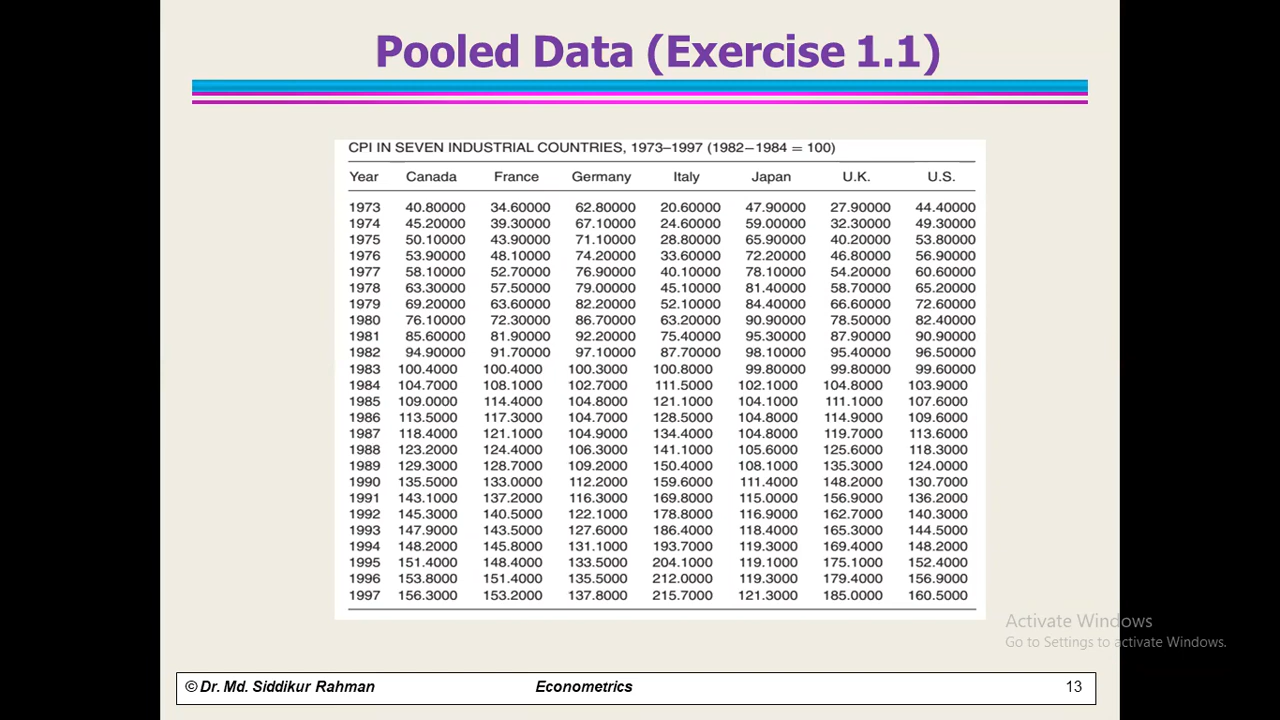 Pooled Data (Exercise 1.1)
CPI IN SEVEN INDUSTRIAL COUNTRIES, 1973–1997 (1982–1984 = 100)
Year Canada France Germany Italy Japan U.K. U.S.
1973 40.80000 34.60000 62.80000 20.60000 47.90000 27.90000 44.40000
1974 45.20000 39.30000 67.10000 24.60000 59.00000 32.30000 49.30000
1975 50.10000 43.90000 71.10000 28.80000 65.90000 40.20000 53.80000
1976 53.90000 48.10000 74.20000 33.60000 72.20000 46.80000 56.90000
1977 58.10000 52.70000 76.90000 40.10000 78.10000 54.20000 60.60000
1978 63.30000 57.50000 79.00000 45.10000 81.40000 58.70000 65.20000
1979 69.20000 63.60000 82.20000 52.10000 84.40000 66.60000 72.60000
1980 76.10000 72.30000 86.70000 63.20000 90.90000 78.50000 82.40000
1981 85.60000 81.90000 92.20000 75.40000 95.30000 87.90000 90.90000
1982 94.90000 91.70000 97.10000 87.70000 98.10000 95.40000 96.50000
1983 100.4000 100.4000 100.3000 100.8000 99.80000 99.80000 99.60000
1984 104.7000 108.1000 102.7000 111.5000 102.1000 104.8000 103.9000
1985 109.0000 114.4000 104.8000 121.1000 104.1000 111.1000 107.6000
1986 113.5000 117.3000 104.7000 128.5000 104.8000 114.9000 109.6000
1987 118.4000 121.1000 104.9000 134.4000 104.8000 119.7000 113.6000
1988 123.2000 124.4000 106.3000 141.1000 105.6000 125.6000 118.3000
1989 129.3000 128.7000 109.2000 150.4000 108.1000 135.3000 124.0000
1990 135.5000 133.0000 112.2000 159.6000 111.4000 148.2000 130.7000
1991 143.1000 137.2000 116.3000 169.8000 115.0000 156.9000 136.2000
1992 145.3000 140.5000 122.1000 178.8000 116.9000 162.7000 140.3000
1993 147.9000 143.5000 127.6000 186.4000 118.4000 165.3000 144.5000
1994 148.2000 145.8000 131.1000 193.7000 119.3000 169.4000 148.2000
1995 151.4000 148.4000 133.5000 204.1000 119.1000 175.1000 152.4000
1996 153.8000 151.4000 135.5000 212.0000 119.3000 179.4000 156.9000
1997 156.3000 153.2000 137.8000 215.7000 121.3000 185.0000 160.5000
Activate Windows
Go to Settings to activate Windows.
© Dr. Md. Siddikur Rahman Econometrics 13